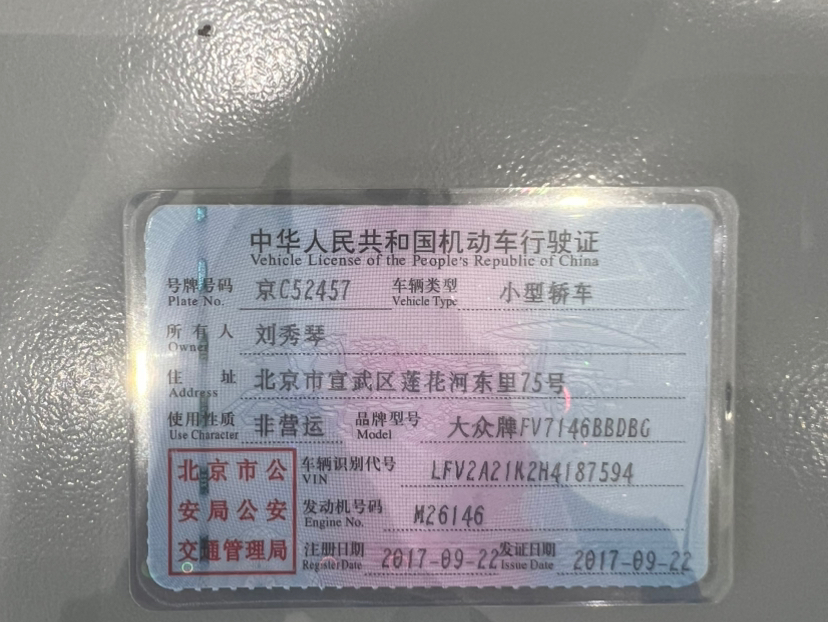 中华人民共和国机动车行驶证
Vehicle License of the People's Republic of China
号牌号码 京C52457 车辆类型 小型轿车
Plate No. Vehicle Type
所有人 刘秀琴
Owner
住址 北京市宣武区莲花河东里75号
Address
使用性质 非营运 品牌型号 大众牌FV7146BBDBG
Use Character Model
北京市公
安局公安
交通管理局
车辆识别代号 LFV2A21K2H4187594
VIN
发动机号码 M26146
Engine No.
注册日期 2017-09-22 发证日期 2017-09-22
Register Date Issue Date